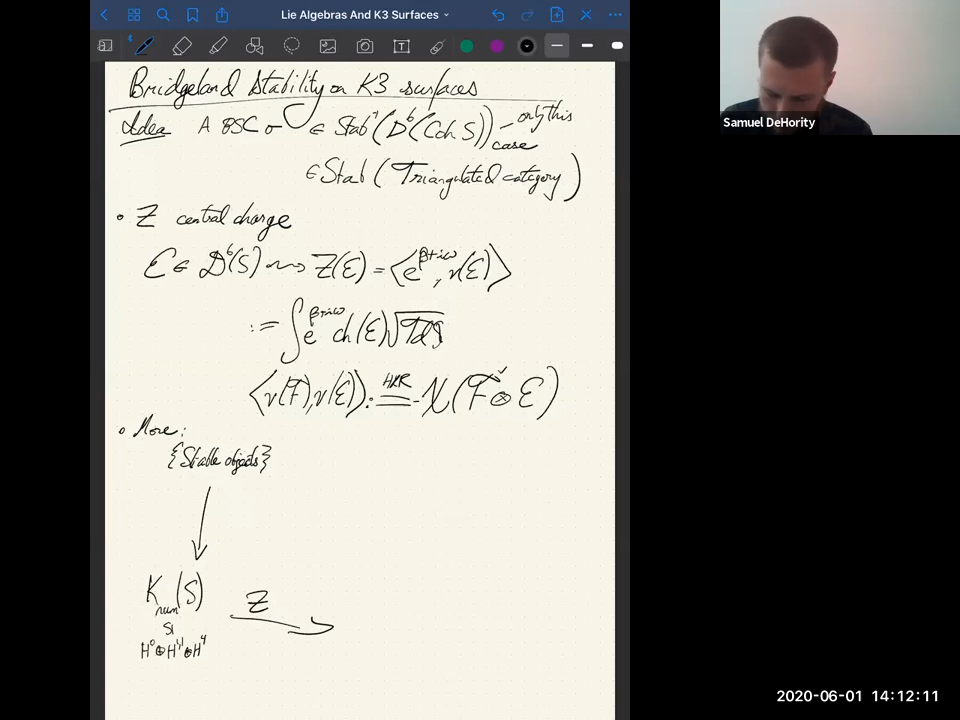 Lie Algebras And K3 Surfaces
Bridgeland Stability on K3 surfaces
Idea A BSC σ ∈ Stab†(D^b(Coh S)) – only this case
∈ Stab (Triangulated category)
• Z central charge
E ∈ D^b(S) ⇝ Z(E) = ⟨e^{β+iω}, v(E)⟩
:= ∫ e^{β+iω} ch(E) √Td S
⟨v(F), v(E)⟩ := -χ(F^∨ ⊗ E)
HRR
• More:
{Stable objects}
K_num(S) Z
H^0 ⊕ H^{1,1} ⊕ H^4
Samuel DeHority
2020-06-01 14:12:11